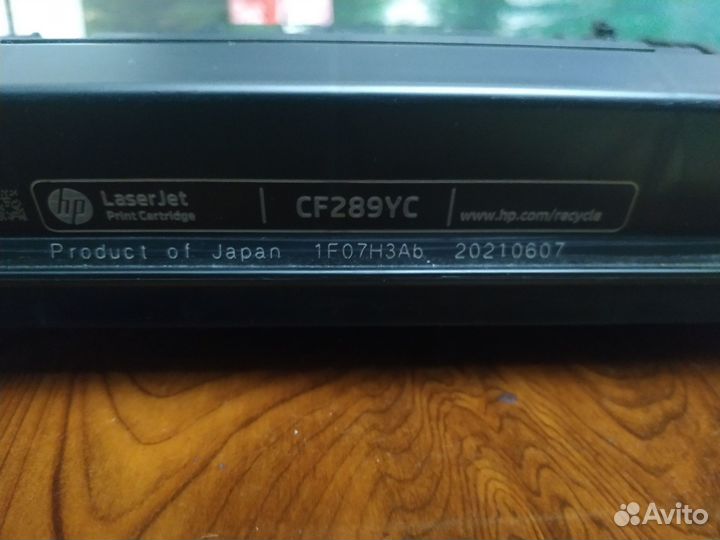 hp
LaserJet
Print Cartridge
CF289YC
www.hp.com/recycle
Product of Japan 1F07H3Ab 20210607
Avito